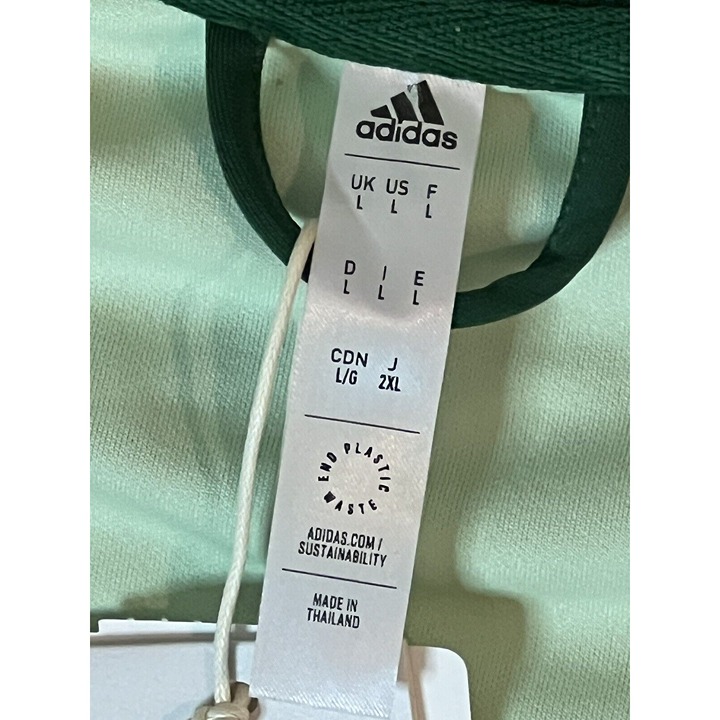 adidas
UK US F
L L L
D I E
L L L
CDN J
L/G 2XL
END PLASTIC WASTE
ADIDAS.COM/
SUSTAINABILITY
MADE IN
THAILAND